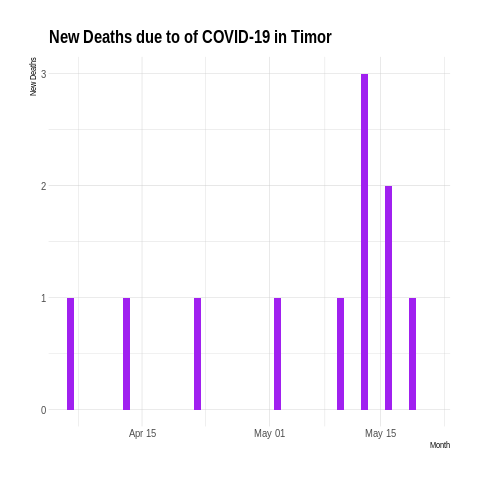 New Deaths due to of COVID-19 in Timor
New Deaths
3
2
1
0
Apr 15 May 01 May 15
Month